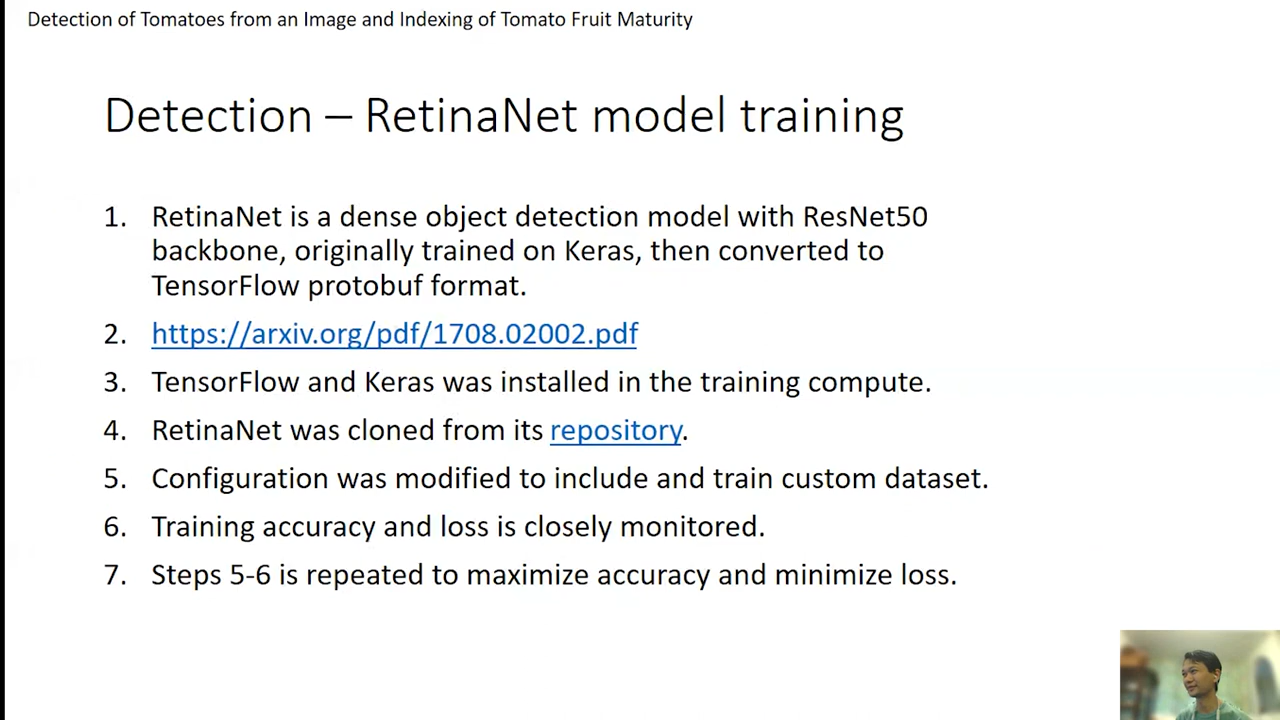 Detection of Tomatoes from an Image and Indexing of Tomato Fruit Maturity
Detection – RetinaNet model training
1. RetinaNet is a dense object detection model with ResNet50
backbone, originally trained on Keras, then converted to
TensorFlow protobuf format.
2. https://arxiv.org/pdf/1708.02002.pdf
3. TensorFlow and Keras was installed in the training compute.
4. RetinaNet was cloned from its repository.
5. Configuration was modified to include and train custom dataset.
6. Training accuracy and loss is closely monitored.
7. Steps 5-6 is repeated to maximize accuracy and minimize loss.